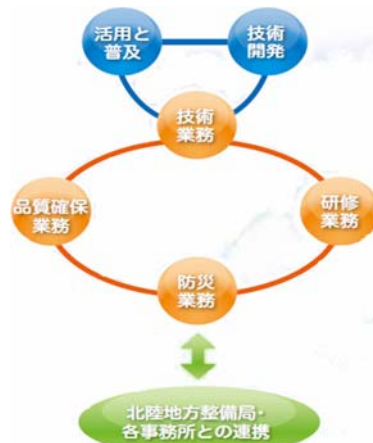 活用と
普及
技術
開発
技術
業務
品質確保
業務
研修
業務
防災
業務
北陸地方整備局・
各事務所との連携